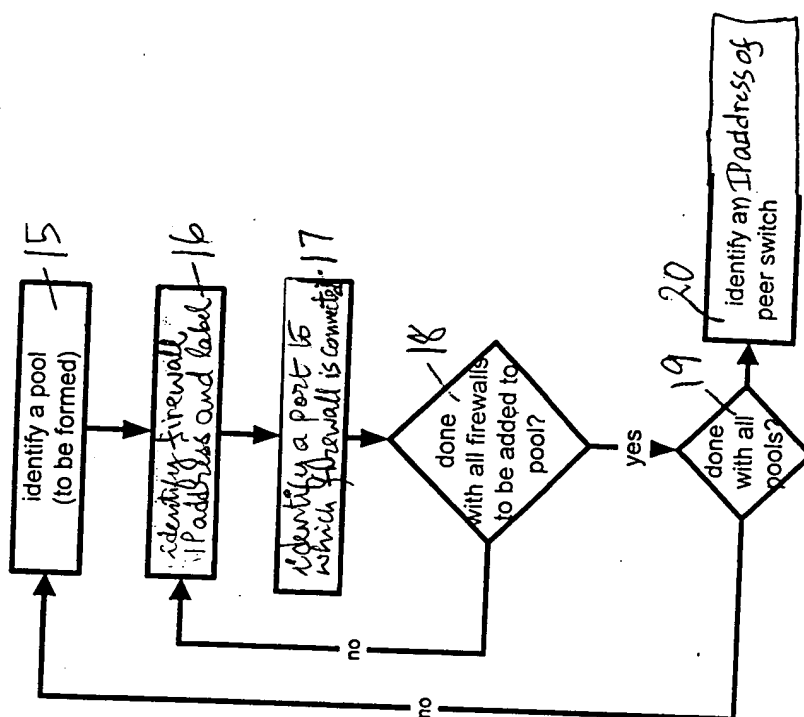 identify a pool
(to be formed)
15
identify firewall,
IP address and label
16
identify a port to
which firewall is connected
17
done
with all firewalls
to be added to
pool?
18
no
yes
done
with all
pools?
19
no
20
identify an IP address of
peer switch